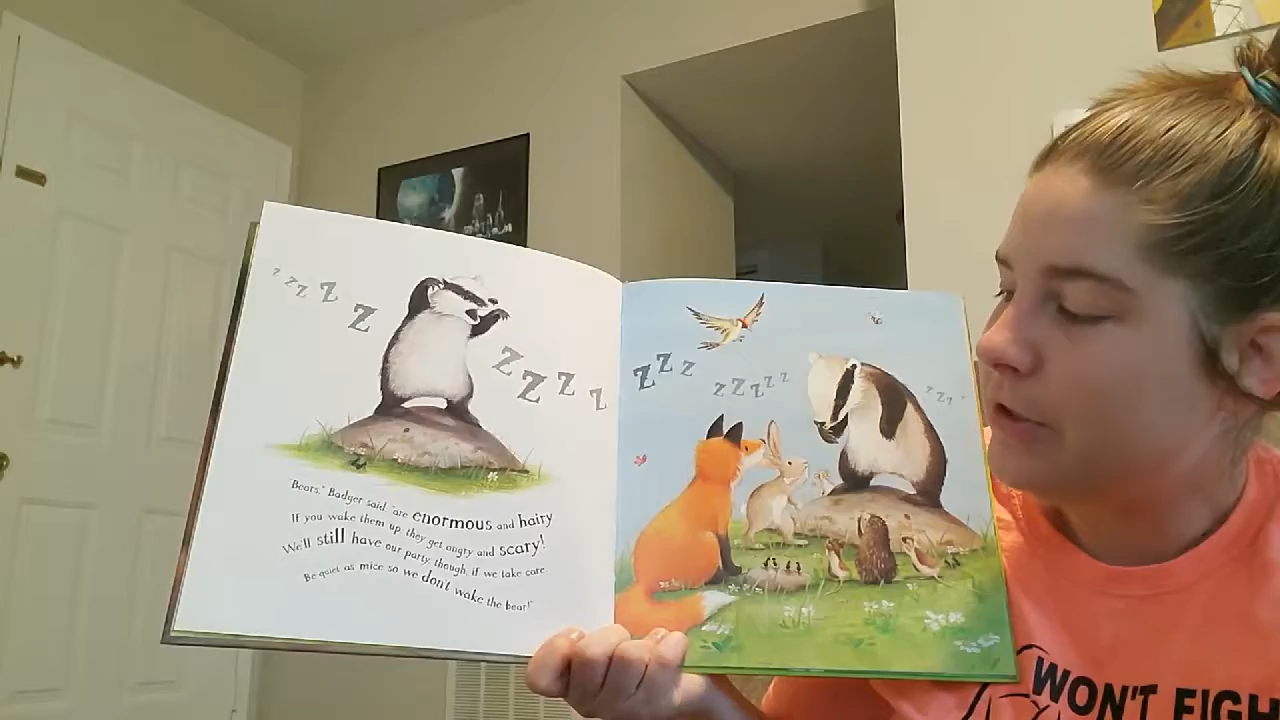 z z z z z
z z z z
Bears," Badger said, "are enormous and hairy
If you wake them up, they get angry and scary!
We'll still have our party, though, if we take care
Be quiet as mice so we don't wake the bear!"
z z z
z z z z z
z z z
WON'T FIGH